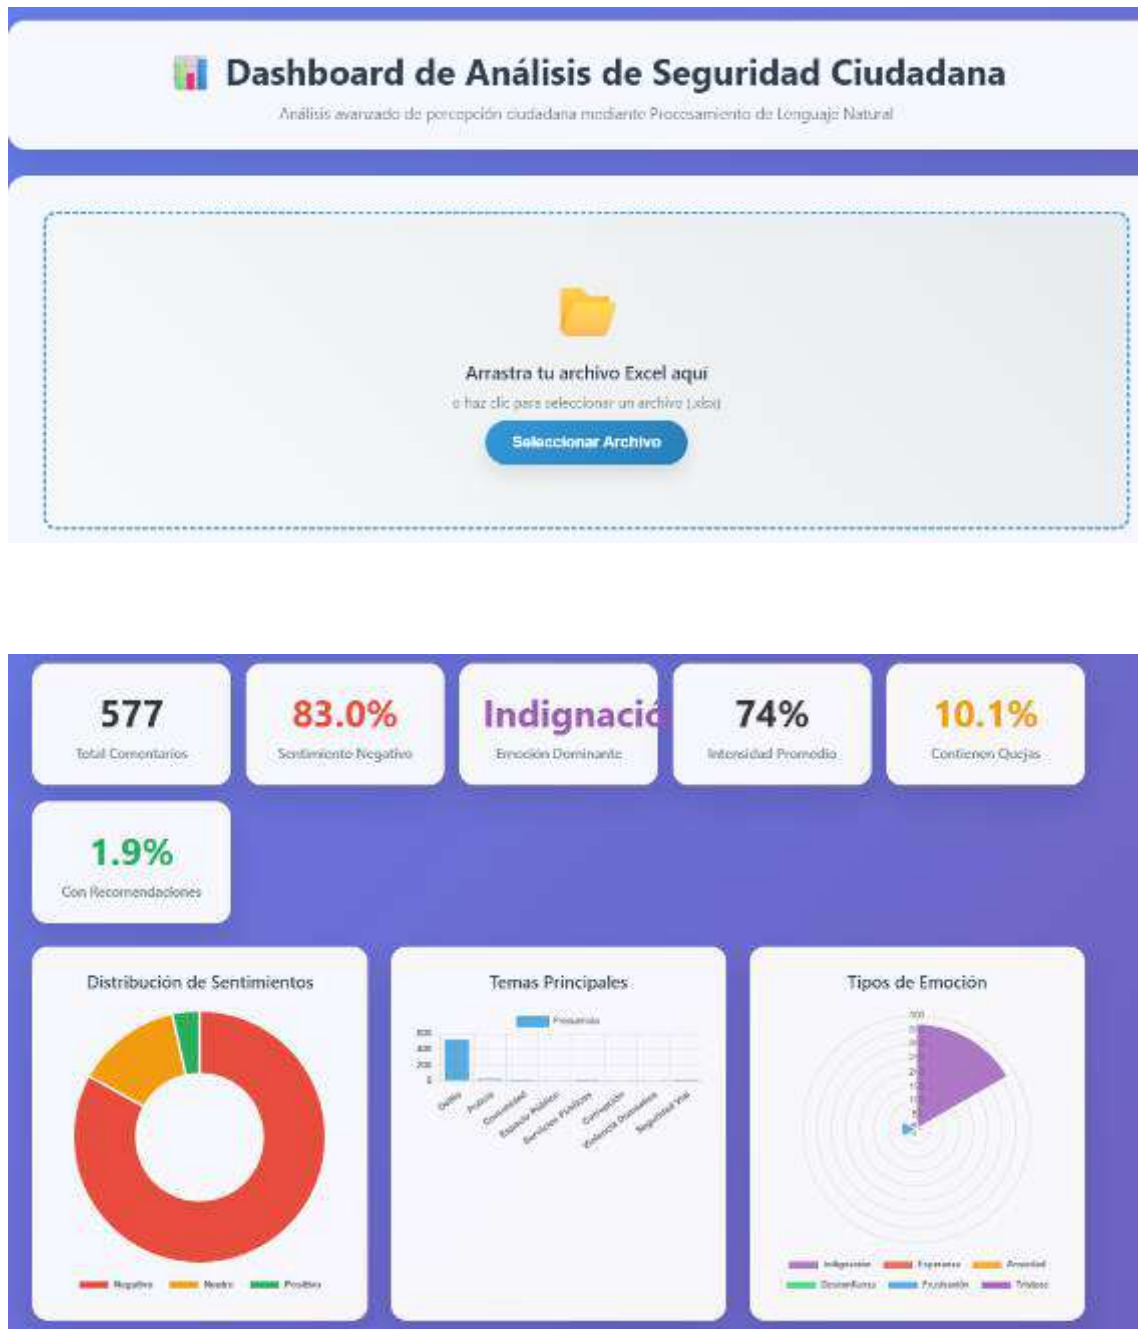 Dashboard de Análisis de Seguridad Ciudadana
Análisis avanzado de percepción ciudadana mediante Procesamiento de Lenguaje Natural
Arrastra tu archivo Excel aquí
o haz clic para seleccionar un archivo (.xlsx)
Seleccionar Archivo
577
Total Comentarios
83.0%
Sentimiento Negativo
Indignació
Emoción Dominante
74%
Intensidad Promedio
10.1%
Contienen Quejas
1.9%
Con Recomendaciones
Distribución de Sentimientos
Negativo Neutro Positivo
Temas Principales
Frecuencia
600
400
200
0
Delito Policía Comunidad Espacio Público Servicios Públicos Corrupción Violencia Doméstica Seguridad Vial
Tipos de Emoción
Indignación Esperanza Ansiedad
Desconfianza Frustración Tristeza